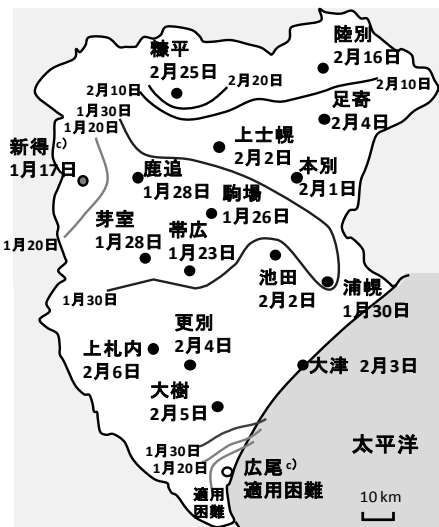 糠平
2月25日
陸別
2月16日
2月10日
2月20日
2月10日
1月30日
1月20日
足寄
2月4日
新得c)
1月17日
上士幌
2月2日
鹿追
1月28日
本別
2月1日
駒場
1月26日
芽室
1月28日
帯広
1月23日
1月20日
池田
2月2日
浦幌
1月30日
1月30日
更別
2月4日
上札内
2月6日
大津 2月3日
大樹
2月5日
太平洋
1月30日
1月20日
適用
困難
広尾c)
適用困難
10km